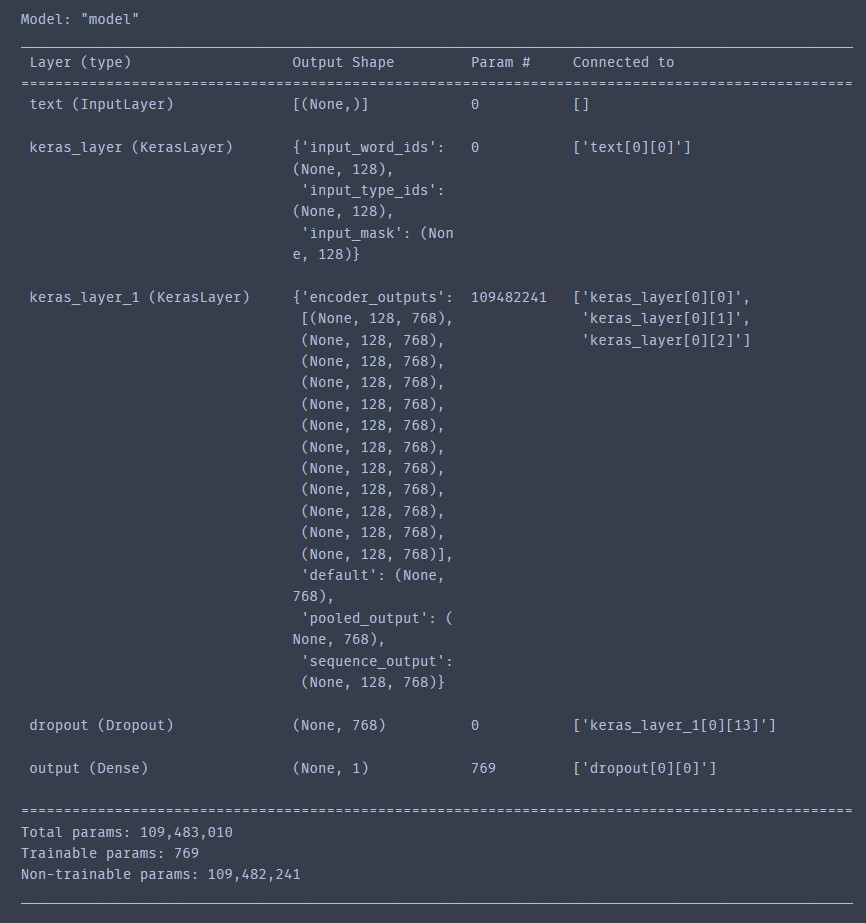 Model: "model"
Layer (type) Output Shape Param # Connected to
text (InputLayer) [(None,)] 0 []
keras_layer (KerasLayer) {'input_word_ids': 0 ['text[0][0]']
(None, 128),
'input_type_ids':
(None, 128),
'input_mask': (Non
e, 128)}
keras_layer_1 (KerasLayer) {'encoder_outputs': 109482241 ['keras_layer[0][0]',
[(None, 128, 768), 'keras_layer[0][1]',
(None, 128, 768), 'keras_layer[0][2]']
(None, 128, 768),
(None, 128, 768),
(None, 128, 768),
(None, 128, 768),
(None, 128, 768),
(None, 128, 768),
(None, 128, 768),
(None, 128, 768),
(None, 128, 768),
(None, 128, 768)],
'default': (None,
768),
'pooled_output': (
None, 768),
'sequence_output':
(None, 128, 768)}
dropout (Dropout) (None, 768) 0 ['keras_layer_1[0][13]']
output (Dense) (None, 1) 769 ['dropout[0][0]']
Total params: 109,483,010
Trainable params: 769
Non-trainable params: 109,482,241